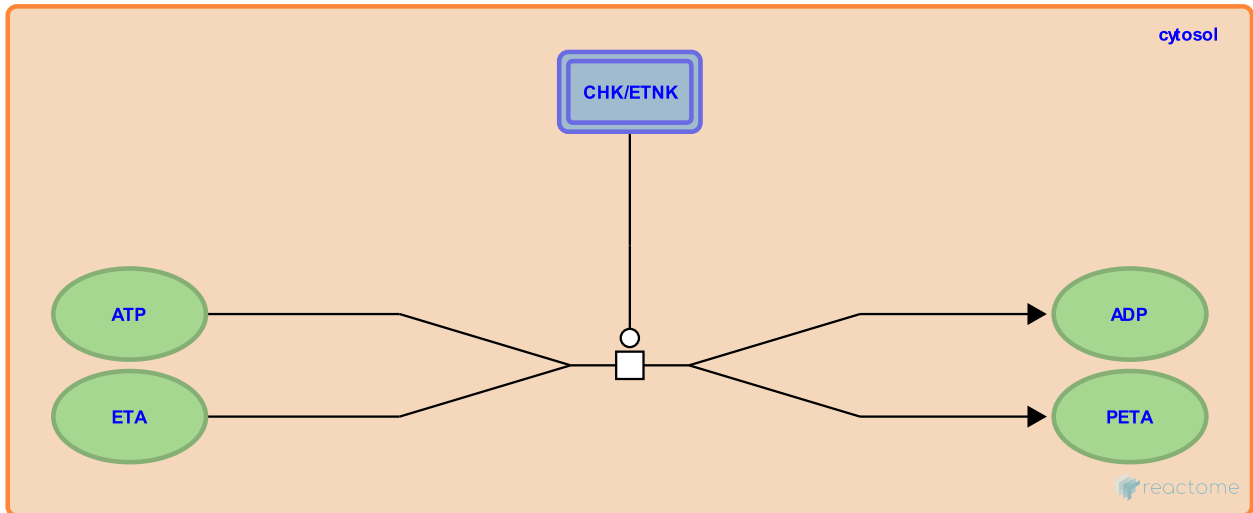 cytosol
CHK/ETNK
ATP
ADP
ETA
PETA
reactome